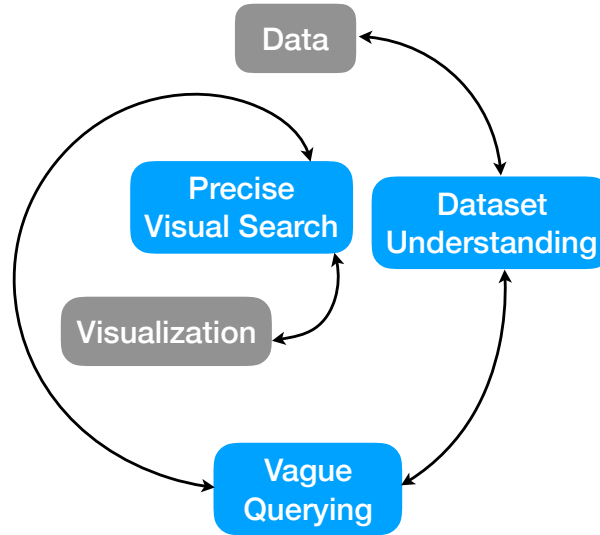 Data
Precise
Visual Search
Dataset
Understanding
Visualization
Vague
Querying